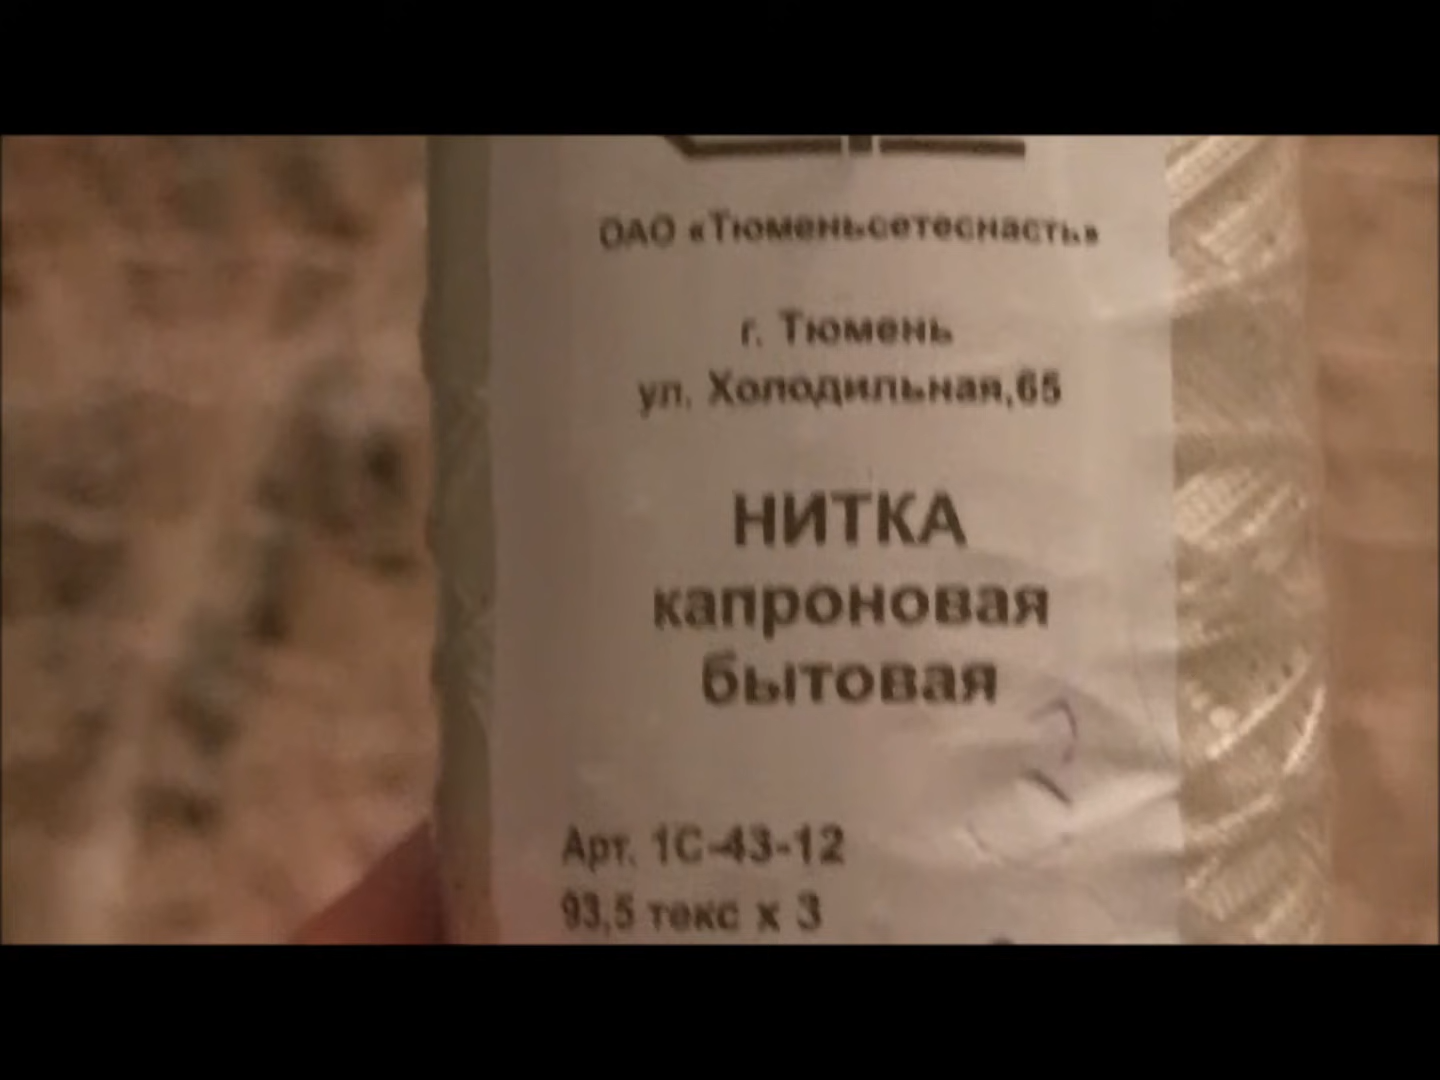 ОАО «Тюменьсетеснасть»
г. Тюмень
ул. Холодильная,65
НИТКА
капроновая
бытовая
Арт. 1С-43-12
93,5 текс х 3